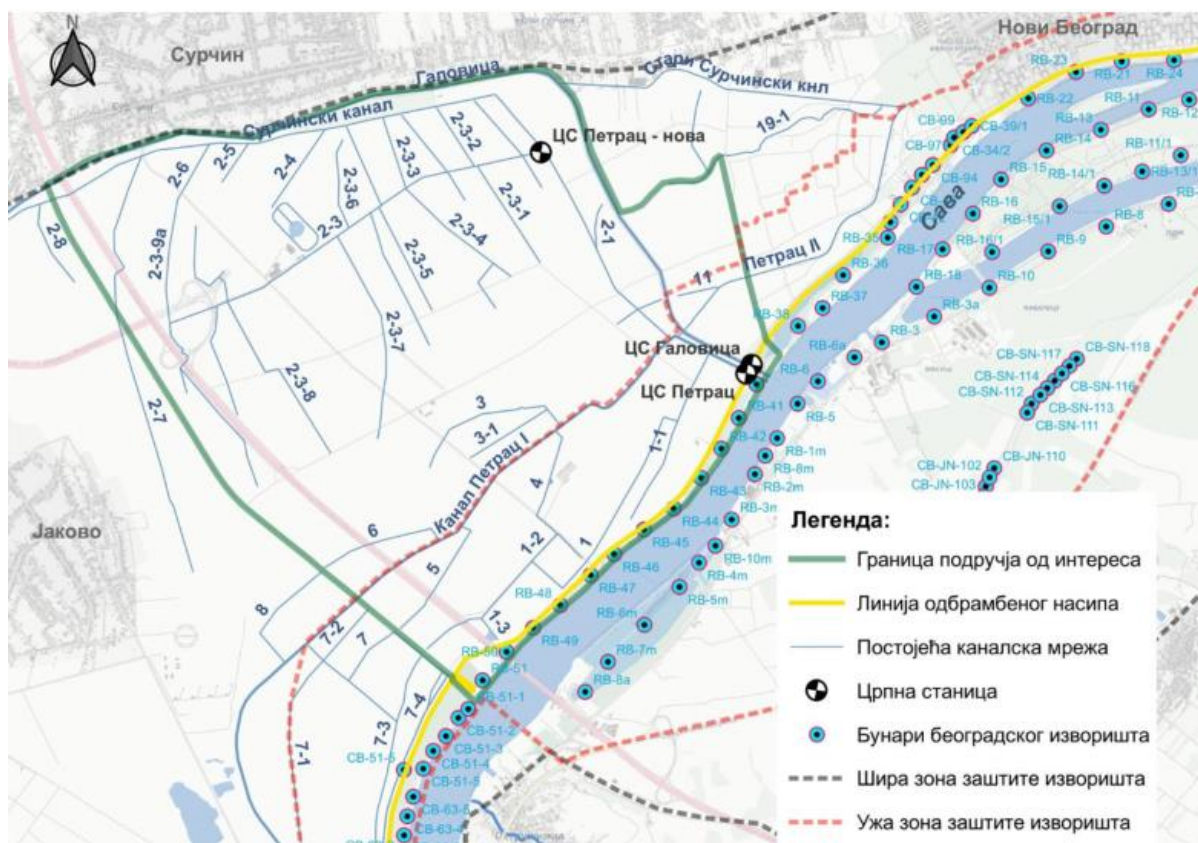 N
Сурчин
Нови Београд
Галовица
Стари Сурчински кнл
Сурчински канал
ЦС Петрац - нова
19-1
2-6
2-5
2-4
2-3-6
2-3-3
2-3-2
2-3-1
2-3
2-3-4
2-3-5
2-3-9а
2-8
2-1
2-3-7
2-3-8
2-7
11
Петрац II
Сава
ЦС Галовица
ЦС Петрац
3
3-1
1-1
4
Канал Петрац I
6
5
1-2
1
8
7-2
7
1-3
7-4
7-3
7-1
Јаково
RB-23
RB-21
RB-24
RB-22
RB-11
RB-12
RB-13
CB-99
CB-39/1
CB-97
CB-34/2
CB-94
RB-14
RB-11/1
RB-15
RB-14/1
RB-13/1
RB-16
RB-15/1
RB-8
RB-35
RB-17
RB-16/1
RB-9
RB-36
RB-18
RB-10
RB-37
RB-3a
RB-38
RB-3
RB-6a
RB-6
RB-5
RB-41
RB-42
RB-1m
RB-8m
RB-2m
RB-43
RB-3m
RB-44
RB-45
RB-10m
RB-46
RB-4m
RB-47
RB-5m
RB-48
RB-6m
RB-49
RB-7m
RB-50
RB-8a
RB-51
CB-51-1
CB-51-2
CB-51-3
CB-51-4
CB-51-5
CB-51-6
CB-63-5
CB-63-4
CB-SN-117
CB-SN-118
CB-SN-114
CB-SN-116
CB-SN-112
CB-SN-113
CB-SN-111
CB-JN-110
CB-JN-102
CB-JN-103
Легенда:
Граница подручја од интереса
Линија одбрамбеног насипа
Постојећа каналска мрежа
Црпна станица
Бунари београдског изворишта
Шира зона заштите изворишта
Ужа зона заштите изворишта